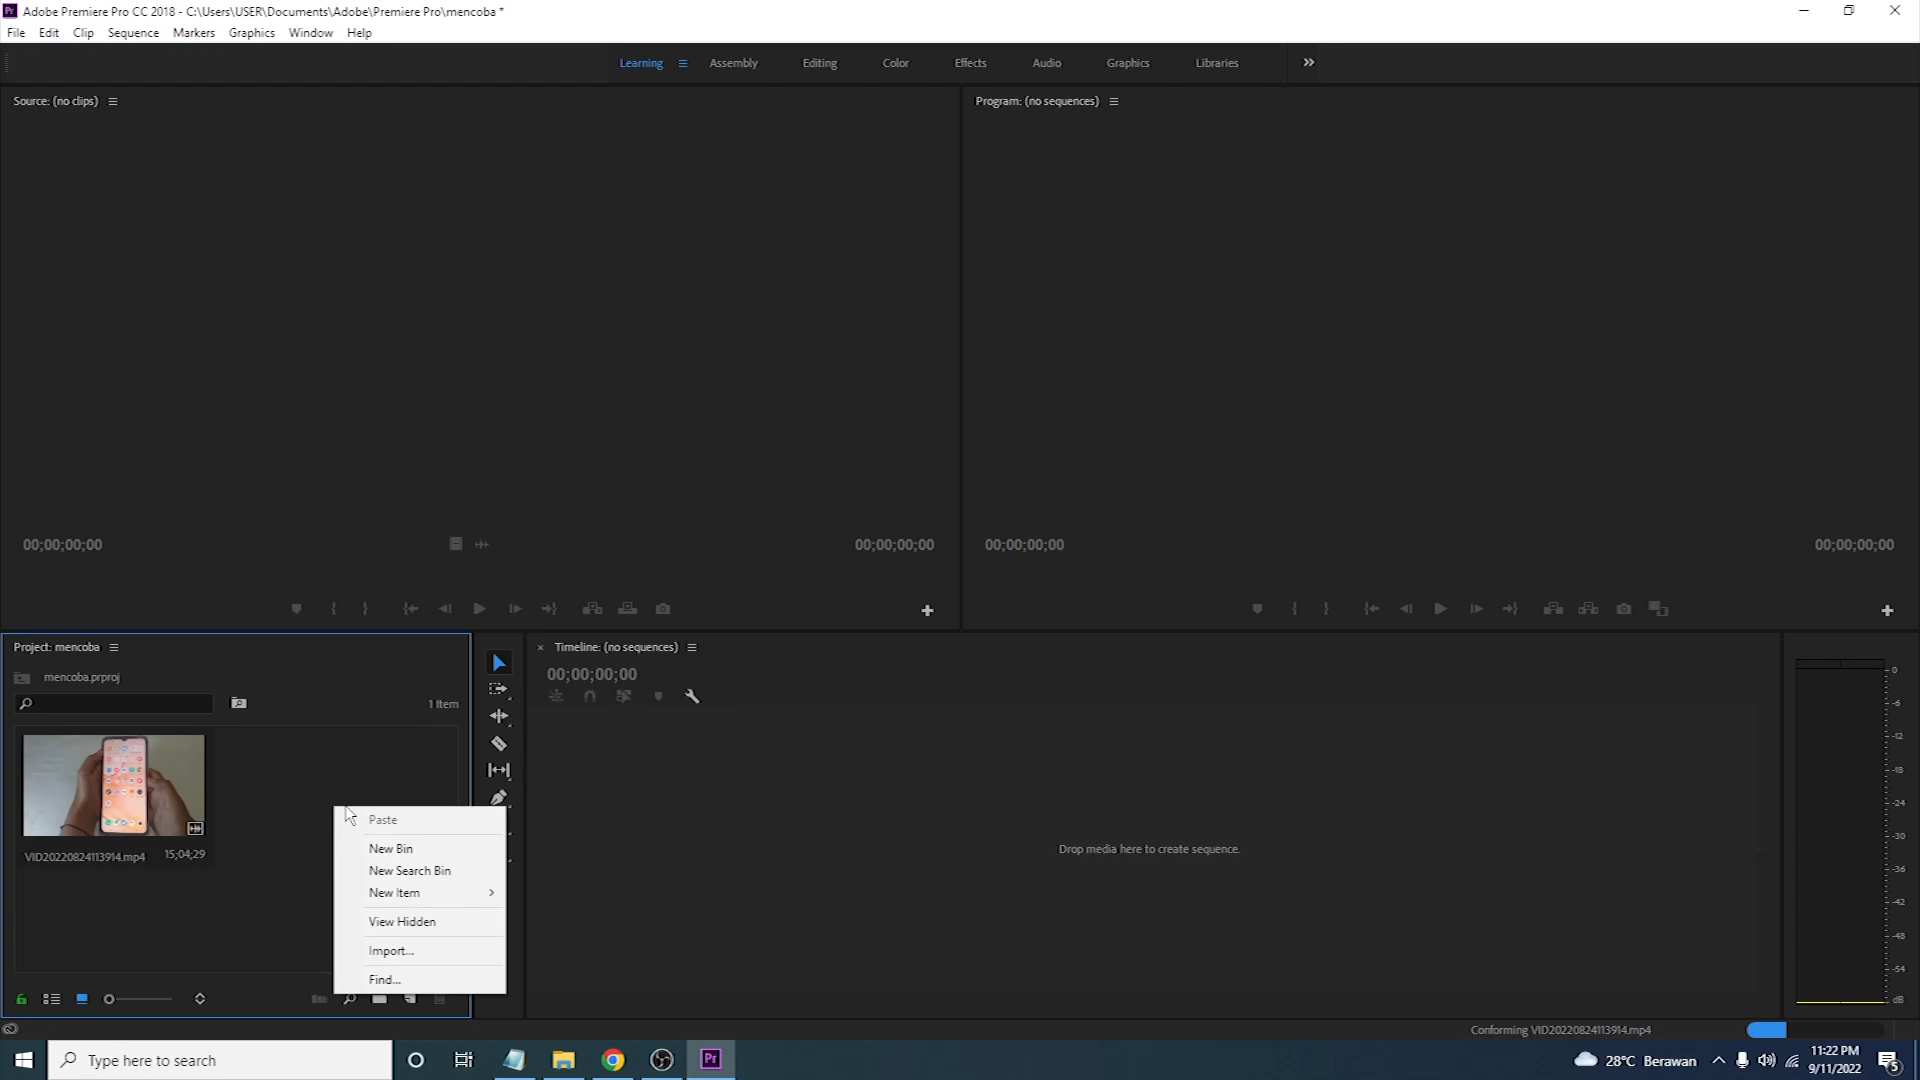 Pr Adobe Premiere Pro CC 2018 - C:\Users\USER\Documents\Adobe\Premiere Pro\mencoba *
File Edit Clip Sequence Markers Graphics Window Help
Learning Assembly Editing Color Effects Audio Graphics Libraries
Source: (no clips)
Program: (no sequences)
00;00;00;00 00;00;00;00
00;00;00;00 00;00;00;00
Project: mencoba
mencoba.prproj
1 Item
VID20220824113914.mp4 15;04;29
Paste
New Bin
New Search Bin
New Item
View Hidden
Import...
Find...
× Timeline: (no sequences)
00;00;00;00
Drop media here to create sequence.
0
-6
-12
-18
-24
-30
-36
-42
-48
-54
dB
Conforming VID20220824113914.mp4
Type here to search
Pr
28°C Berawan
11:22 PM
9/11/2022
5